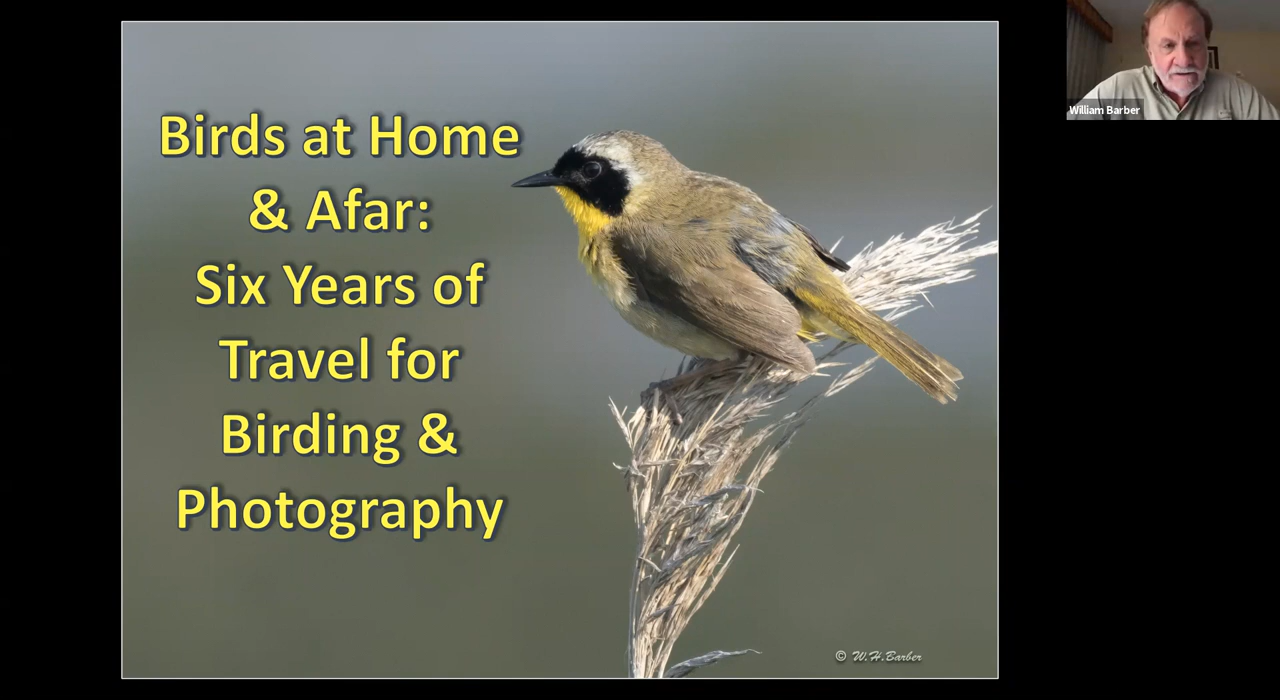 Birds at Home
& Afar:
Six Years of
Travel for
Birding &
Photography
© W.H.Barber
William Barber